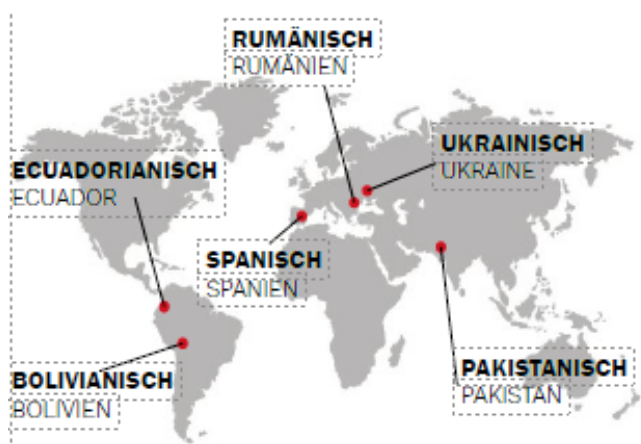 RUMÄNISCH
RUMÄNIEN
UKRAINISCH
UKRAINE
ECUADORIANISCH
ECUADOR
SPANISCH
SPANIEN
BOLIVIANISCH
BOLIVIEN
PAKISTANISCH
PAKISTAN